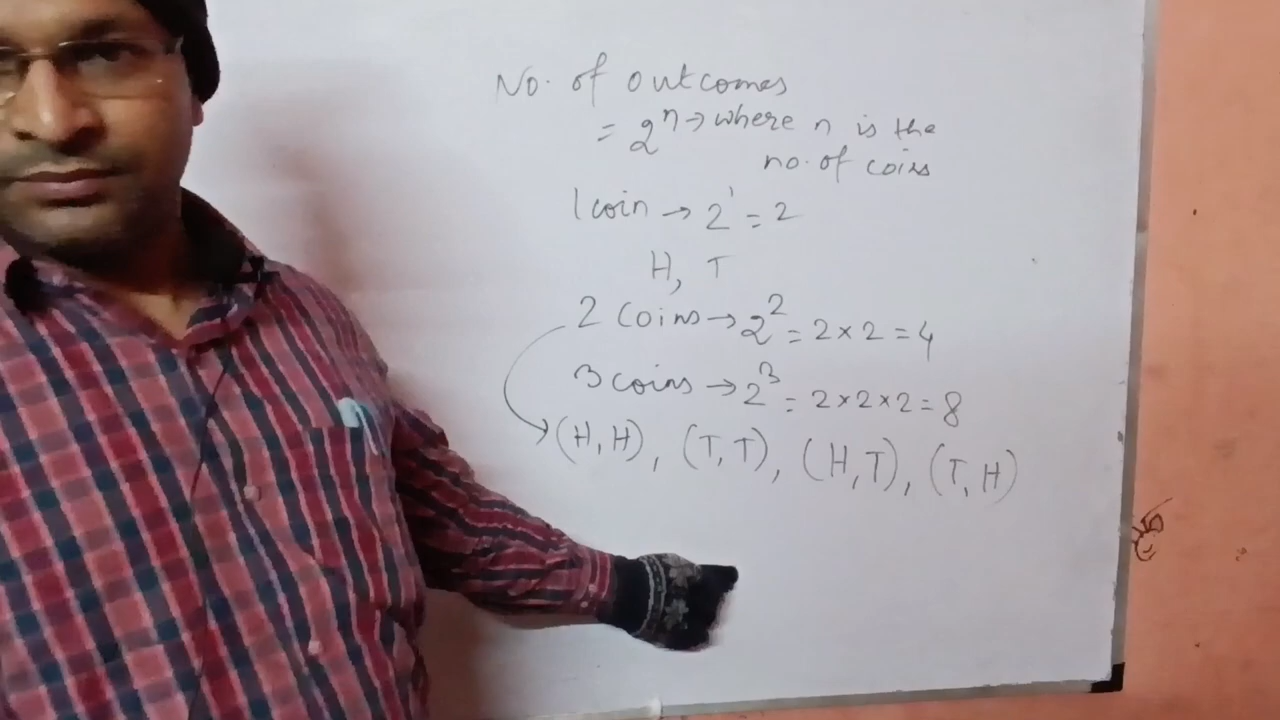 No. of outcomes
= 2ⁿ → where n is the
no. of coins
1 coin → 2¹ = 2
H, T
2 coins → 2² = 2 × 2 = 4
3 coins → 2³ = 2 × 2 × 2 = 8
(H, H), (T, T), (H, T), (T, H)